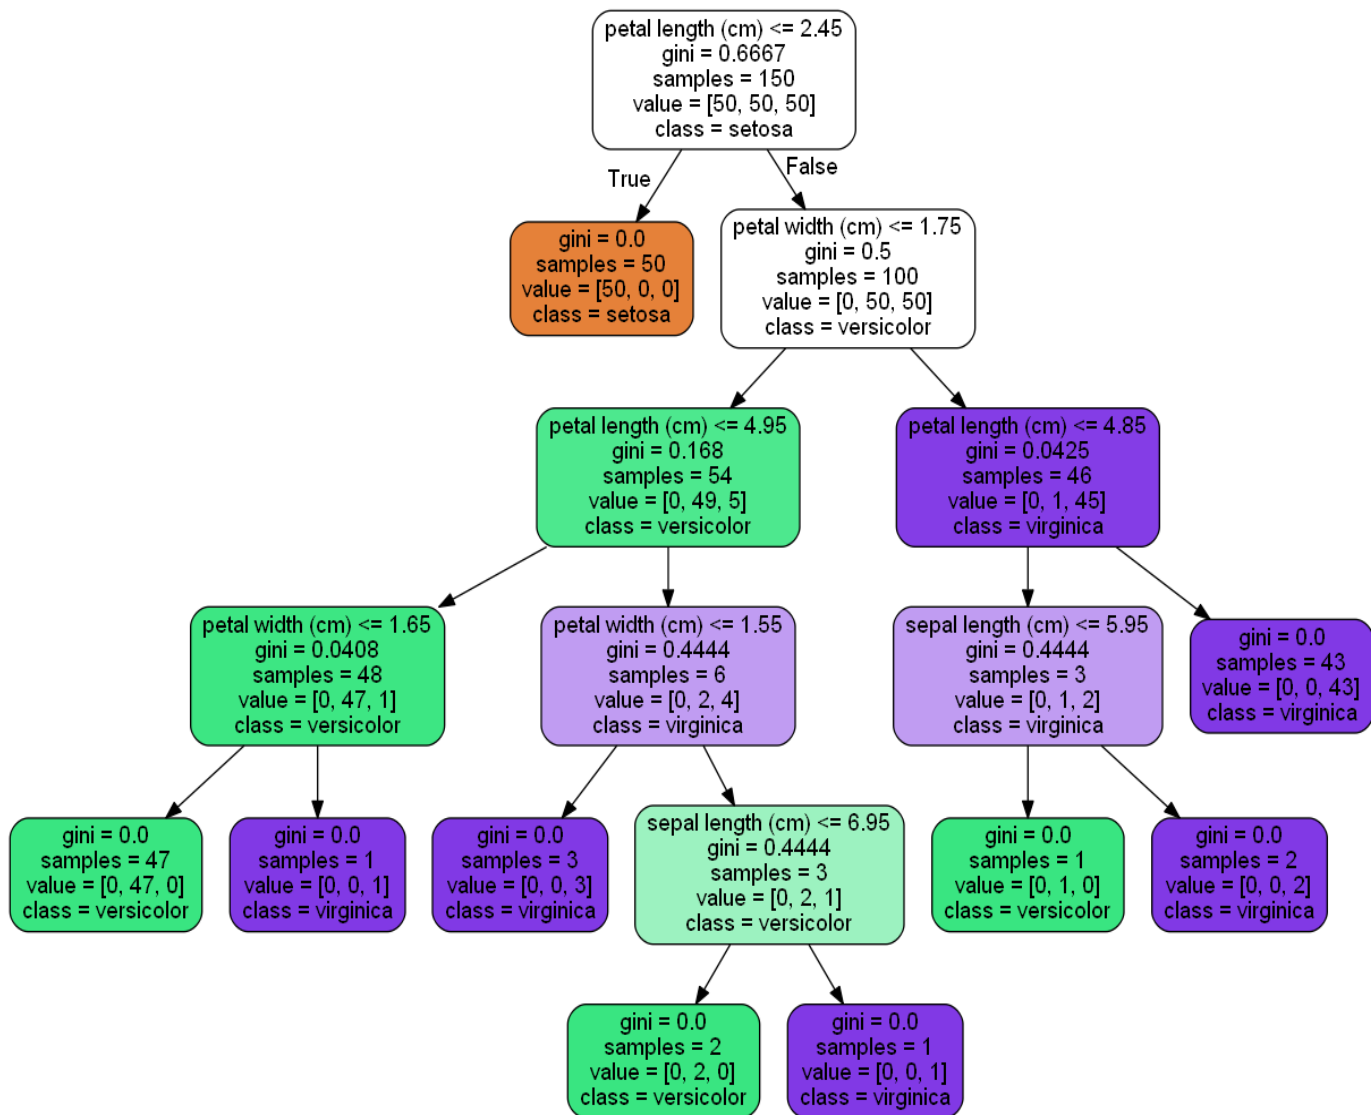 petal length (cm) <= 2.45
gini = 0.6667
samples = 150
value = [50, 50, 50]
class = setosa
True
False
gini = 0.0
samples = 50
value = [50, 0, 0]
class = setosa
petal width (cm) <= 1.75
gini = 0.5
samples = 100
value = [0, 50, 50]
class = versicolor
petal length (cm) <= 4.95
gini = 0.168
samples = 54
value = [0, 49, 5]
class = versicolor
petal length (cm) <= 4.85
gini = 0.0425
samples = 46
value = [0, 1, 45]
class = virginica
petal width (cm) <= 1.65
gini = 0.0408
samples = 48
value = [0, 47, 1]
class = versicolor
petal width (cm) <= 1.55
gini = 0.4444
samples = 6
value = [0, 2, 4]
class = virginica
sepal length (cm) <= 5.95
gini = 0.4444
samples = 3
value = [0, 1, 2]
class = virginica
gini = 0.0
samples = 43
value = [0, 0, 43]
class = virginica
gini = 0.0
samples = 47
value = [0, 47, 0]
class = versicolor
gini = 0.0
samples = 1
value = [0, 0, 1]
class = virginica
gini = 0.0
samples = 3
value = [0, 0, 3]
class = virginica
sepal length (cm) <= 6.95
gini = 0.4444
samples = 3
value = [0, 2, 1]
class = versicolor
gini = 0.0
samples = 1
value = [0, 1, 0]
class = versicolor
gini = 0.0
samples = 2
value = [0, 0, 2]
class = virginica
gini = 0.0
samples = 2
value = [0, 2, 0]
class = versicolor
gini = 0.0
samples = 1
value = [0, 0, 1]
class = virginica